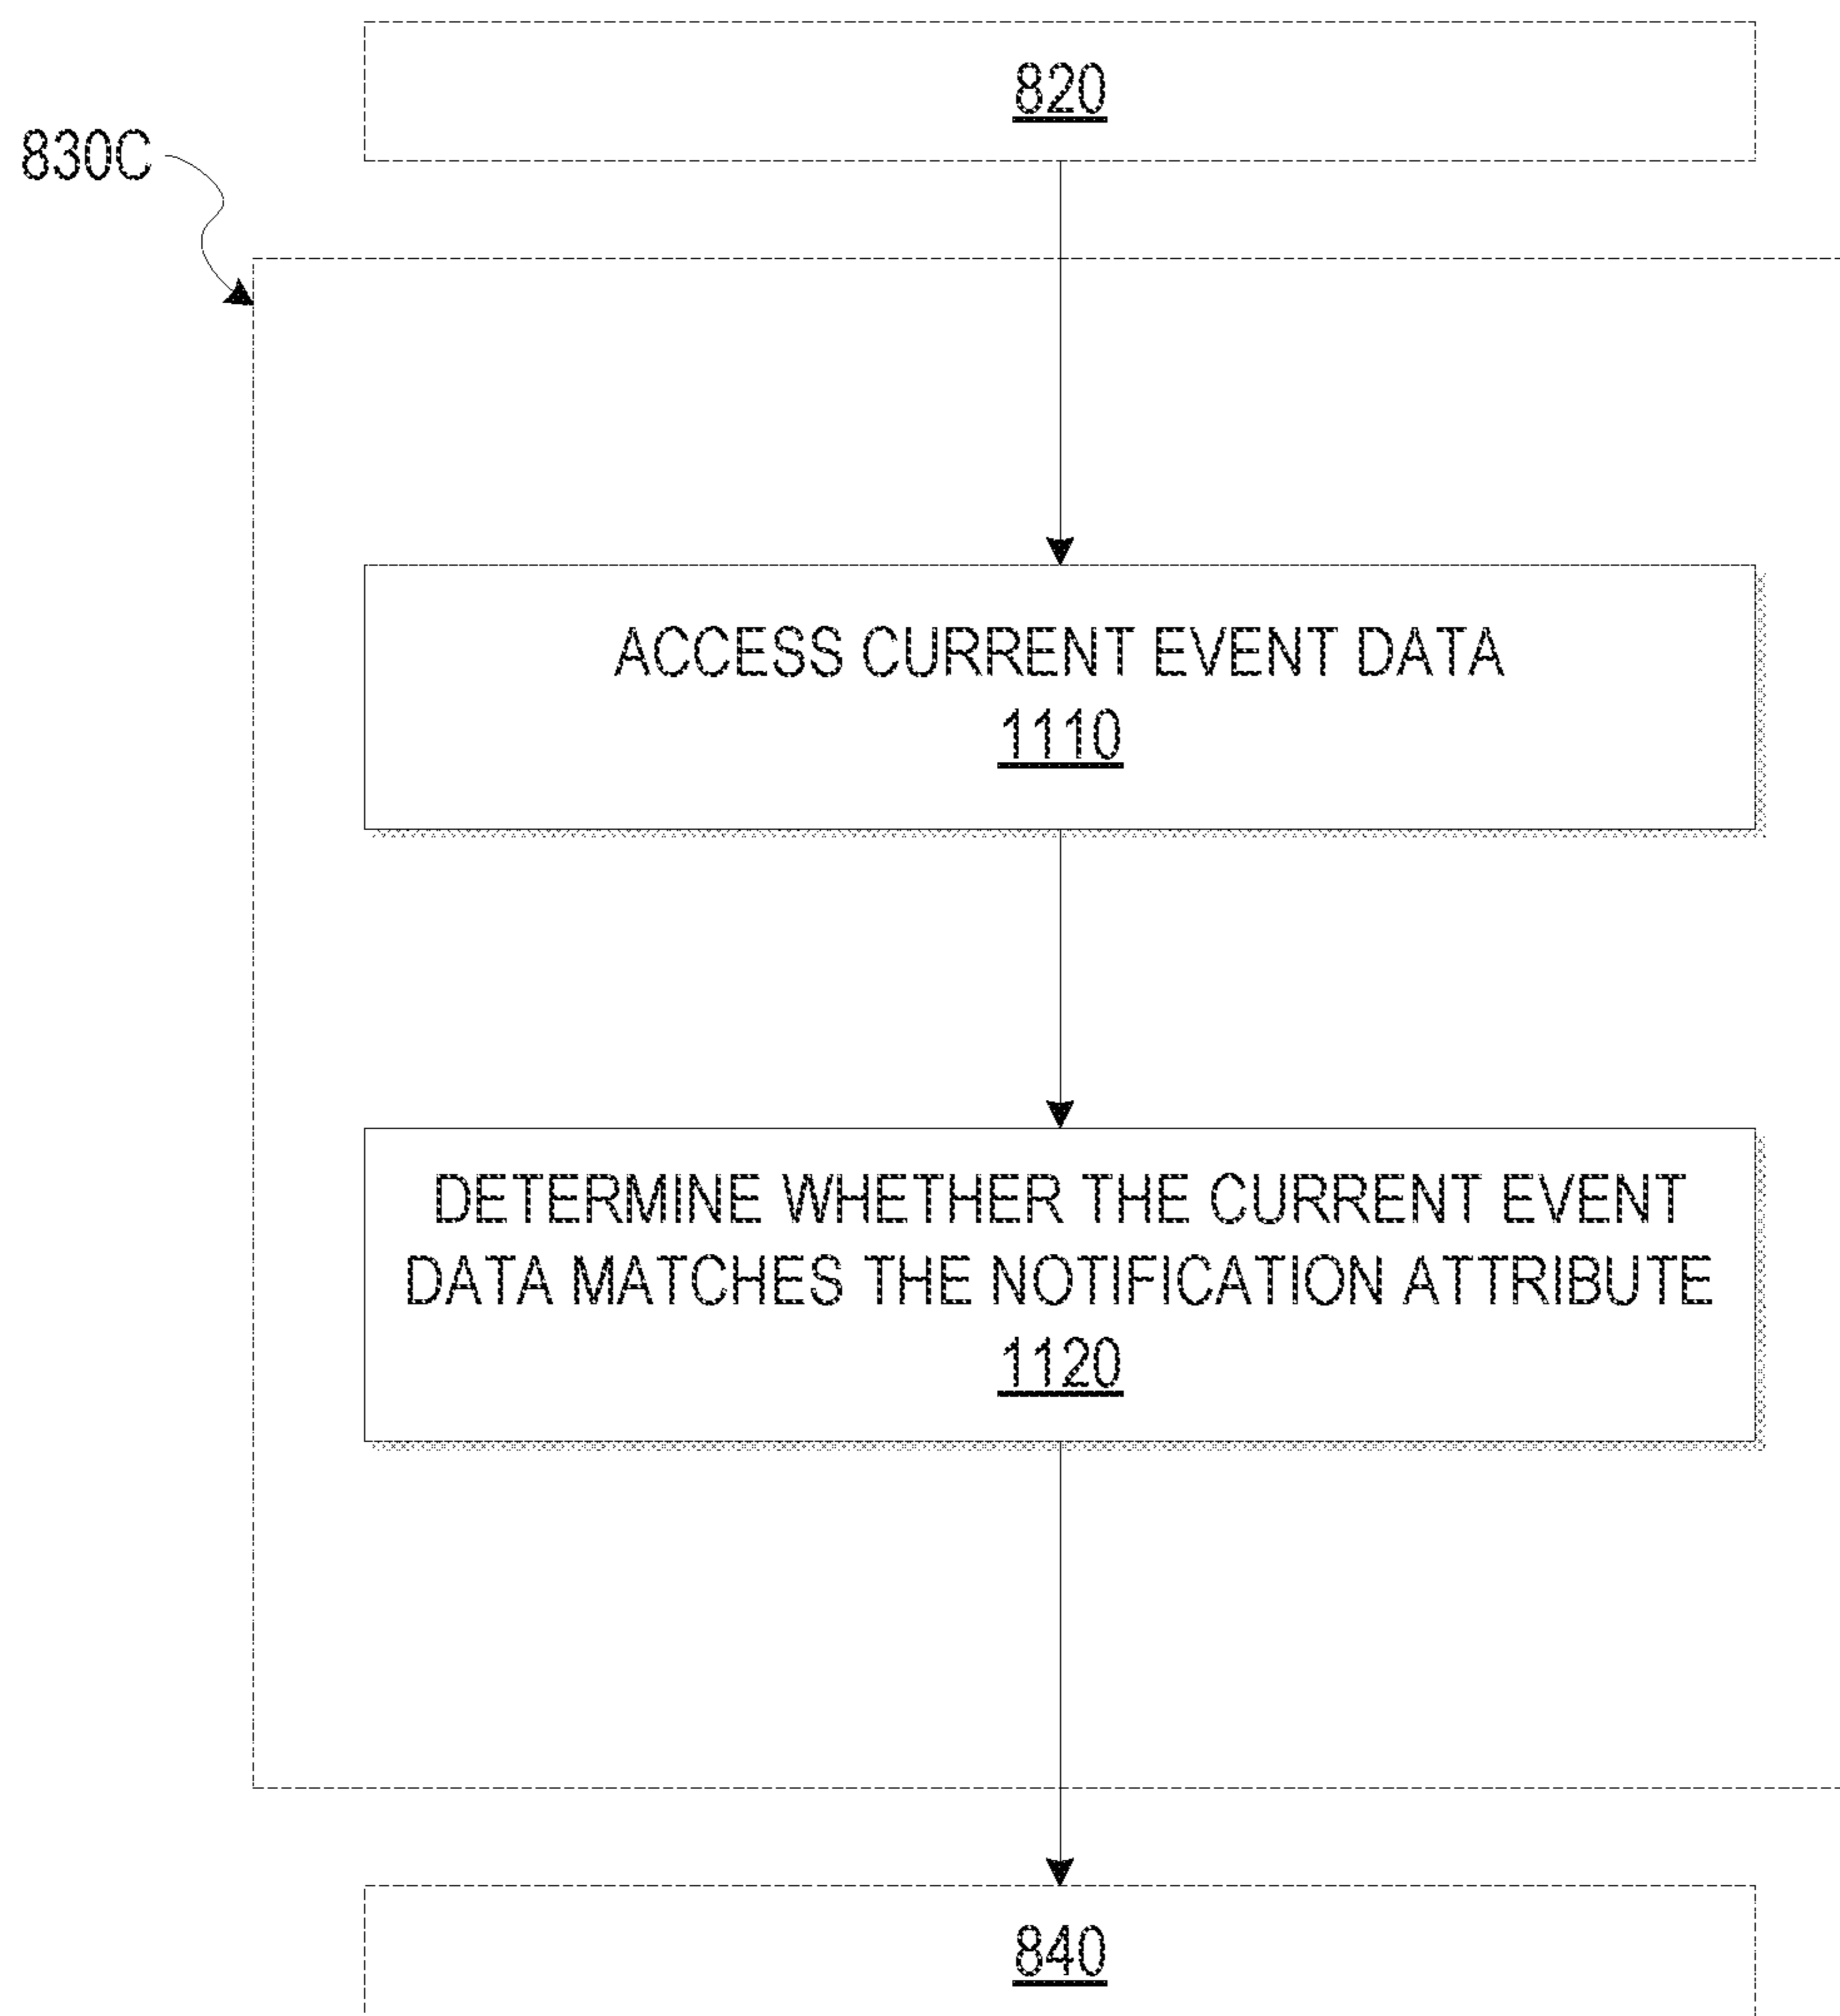 820
830C
ACCESS CURRENT EVENT DATA
1110
DETERMINE WHETHER THE CURRENT EVENT
DATA MATCHES THE NOTIFICATION ATTRIBUTE
1120
840